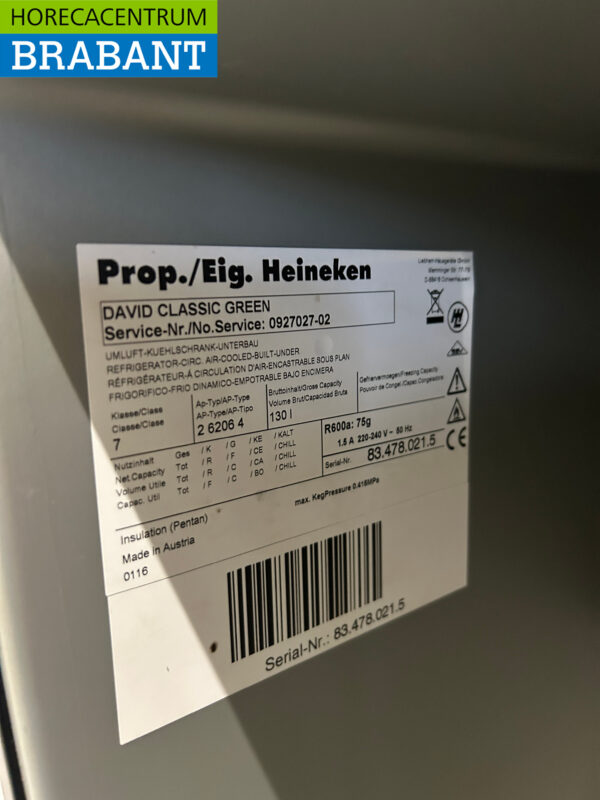 HORECACENTRUM
BRABANT
Prop./Eig. Heineken
Liebherr-Hausgeräte GmbH
Memminger Str. 77-79
D-88416 Ochsenhausen
DAVID CLASSIC GREEN
Service-Nr./No.Service: 0927027-02
UMLUFT-KUEHLSCHRANK-UNTERBAU
REFRIGERATOR-CIRC. AIR-COOLED-BUILT-UNDER
RÉFRIGÉRATEUR-À CIRCULATION D'AIR-ENCASTRABLE SOUS PLAN
FRIGORIFICO-FRIO DINAMICO-EMPOTRABLE BAJO ENCIMERA
Klasse/Class
Classe/Classe
7
Ap-Typ/AP-Type
AP-Type/AP-Tipo
2 6206 4
Bruttoinhalt/Gross Capacity
Volume Brut/Capacidad Bruta
130 l
Gefriervermoegen/Freezing Capacity
Pouvoir de Congel./Capac.Congeladora
Nutzinhalt Ges / K / G / KE / KALT
Net Capacity Tot / R / F / CE / CHILL
Volume Utile Tot / R / C / CA / CHILL
Capac. Util Tot / F / C / BO / CHILL
R600a: 75g
1.5 A 220-240 V ~ 50 Hz
Serial-Nr. 83.478.021.5
CE
max. KegPressure 0.415MPa
Insulation (Pentan)
Made in Austria
0116
Serial-Nr.: 83.478.021.5